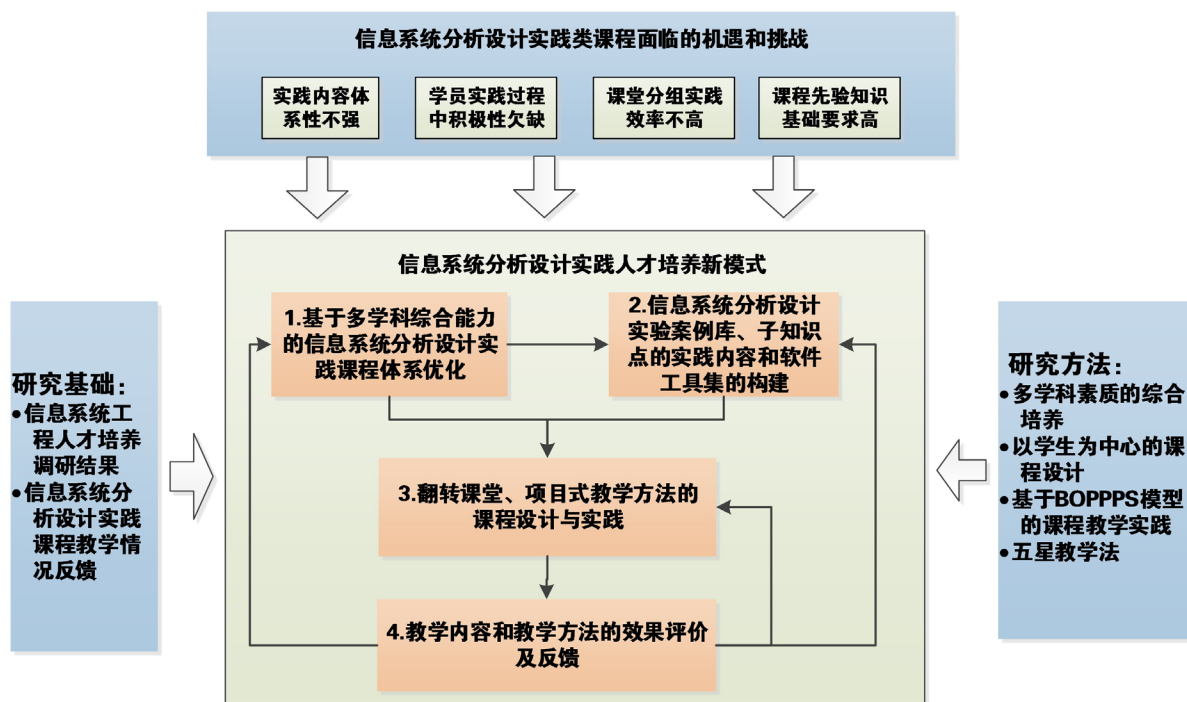 信息系统分析设计实践类课程面临的机遇和挑战
实践内容体
系性不强
学员实践过程
中积极性欠缺
课堂分组实践
效率不高
课程先验知识
基础要求高
信息系统分析设计实践人才培养新模式
1.基于多学科综合能力
的信息系统分析设计实
践课程体系优化
2.信息系统分析设计
实验案例库、子知识
点的实践内容和软件
工具集的构建
3.翻转课堂、项目式教学方法的
课程设计与实践
4.教学内容和教学方法的效果评价
及反馈
研究基础：
•信息系统工
程人才培养
调研结果
•信息系统分
析设计实践
课程教学情
况反馈
研究方法：
•多学科素质的综合
培养
•以学生为中心的课
程设计
•基于BOPPPS模型
的课程教学实践
•五星教学法